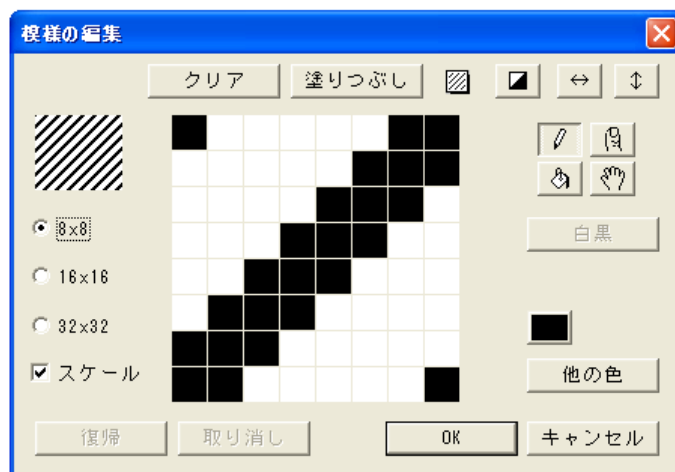 模様の編集
クリア 塗りつぶし
8x8
16x16
32x32
スケール
白黒
他の色
復帰 取り消し OK キャンセル